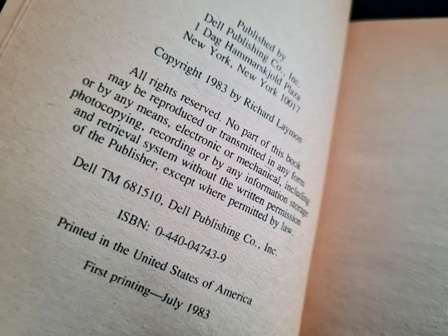 Published by
Dell Publishing Co., Inc.
1 Dag Hammarskjold Plaza
New York, New York 10017
Copyright 1983 by Richard Laymon
All rights reserved. No part of this book
may be reproduced or transmitted in any form
or by any means, electronic or mechanical, including
photocopying, recording or by any information storage
and retrieval system without the written permission
of the Publisher, except where permitted by law.
Dell TM 681510, Dell Publishing Co., Inc.
ISBN: 0-440-04743-9
Printed in the United States of America
First printing—July 1983